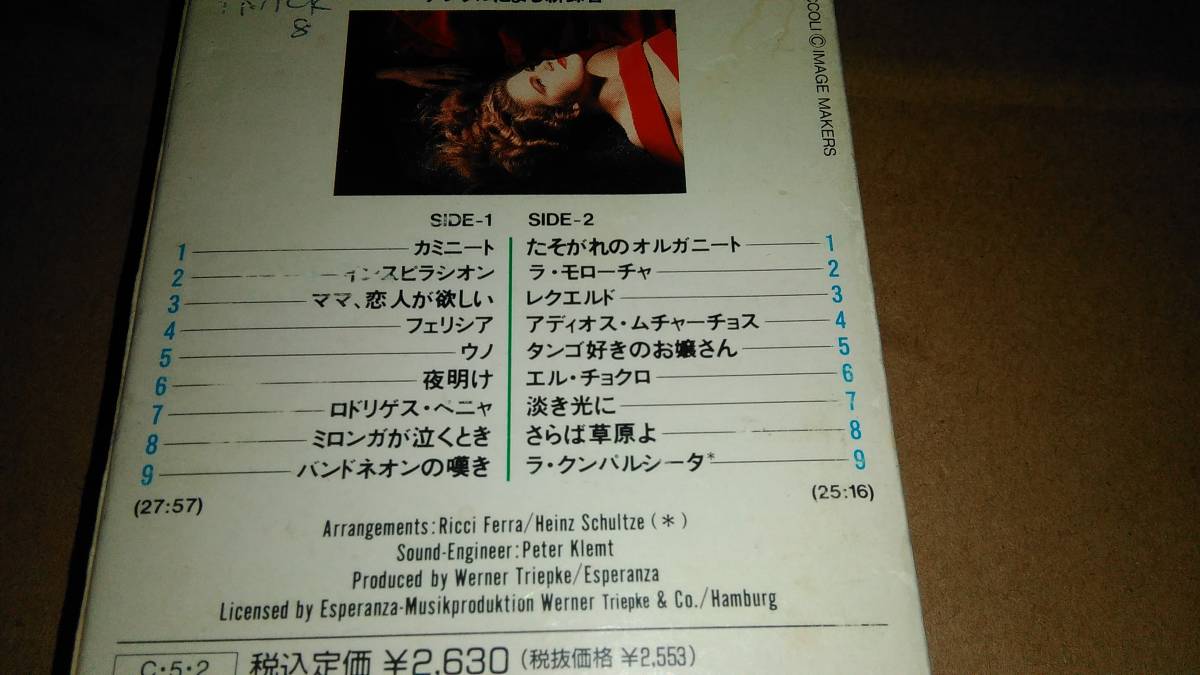 8
CCOLI © IMAGE MAKERS
SIDE-1
1 カミニート
2 インスピラシオン
3 ママ、恋人が欲しい
4 フェリシア
5 ウノ
6 夜明け
7 ロドリゲス・ペニャ
8 ミロンガが泣くとき
9 バンドネオンの嘆き
(27:57)
SIDE-2
たそがれのオルガニート 1
ラ・モローチャ 2
レクエルド 3
アディオス・ムチャーチョス 4
タンゴ好きのお嬢さん 5
エル・チョクロ 6
淡き光に 7
さらば草原よ 8
ラ・クンパルシータ* 9
(25:16)
Arrangements: Ricci Ferra/Heinz Schultze (*)
Sound-Engineer: Peter Klemt
Produced by Werner Triepke/Esperanza
Licensed by Esperanza-Musikproduktion Werner Triepke & Co./Hamburg
C・5・2 税込定価 ¥2,630 (税抜価格 ¥2,553)